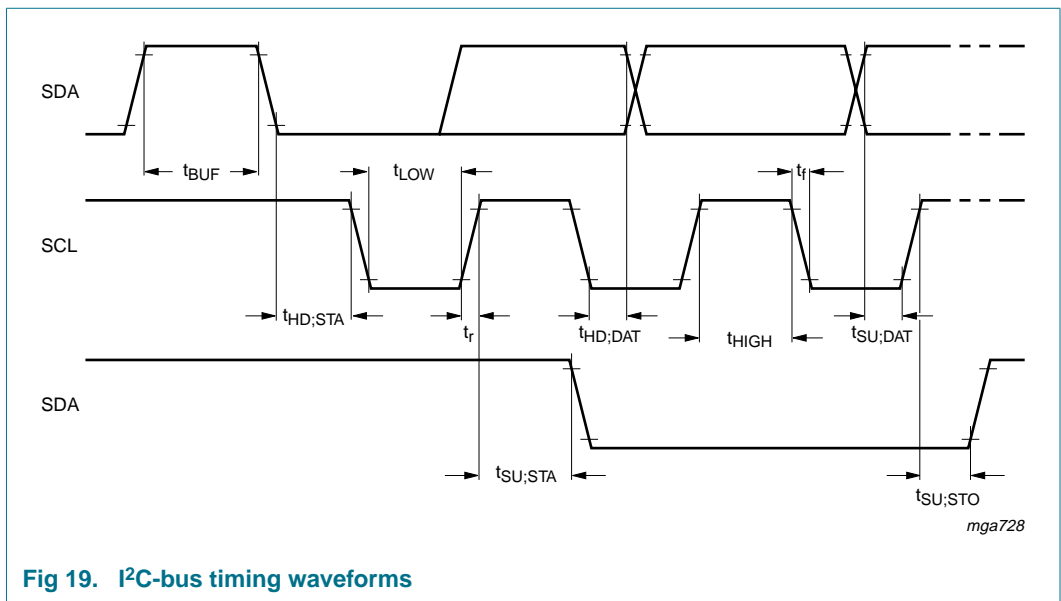 SDA
tBUF
tLOW
tf
SCL
tHD;STA
tr
tHD;DAT
tHIGH
tSU;DAT
SDA
tSU;STA
tSU;STO
mga728
Fig 19. I2C-bus timing waveforms